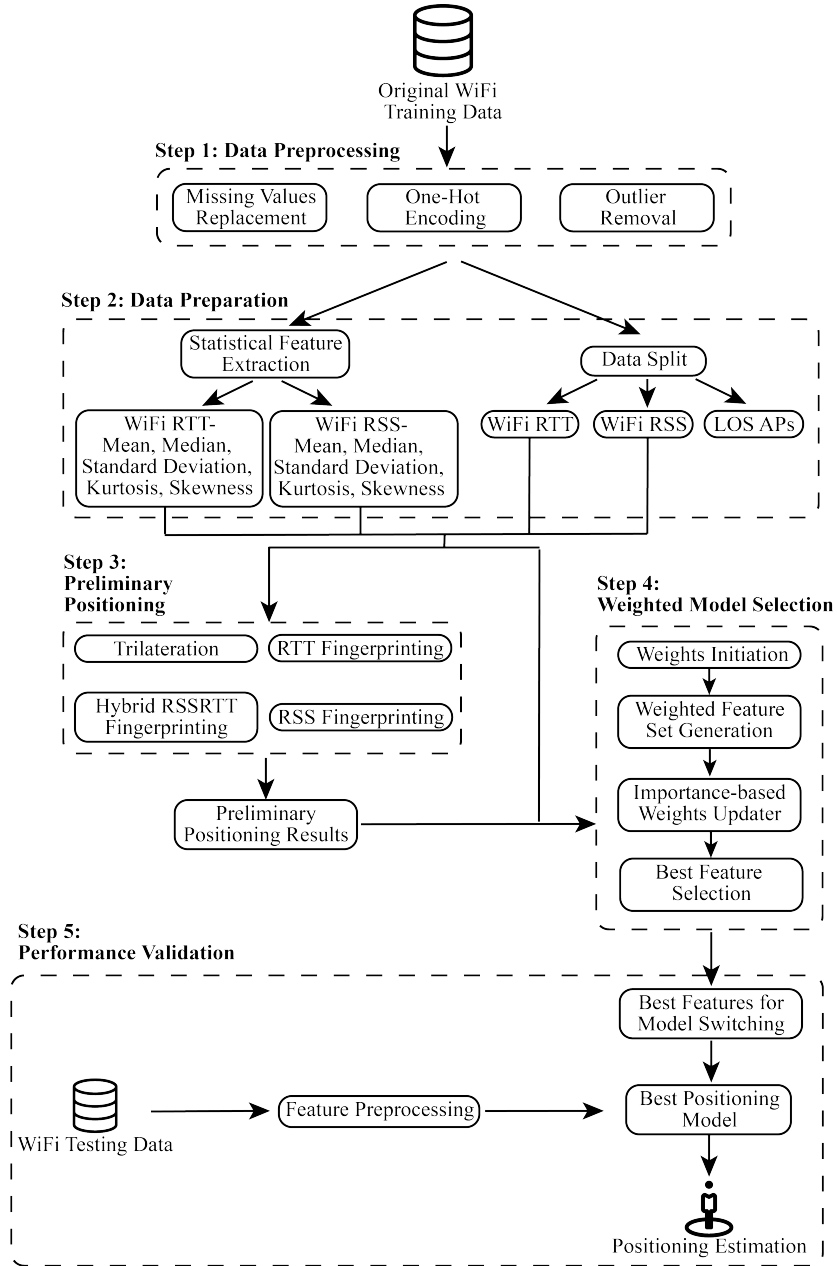 Original WiFi
Training Data
Step 1: Data Preprocessing
Missing Values
Replacement
One-Hot
Encoding
Outlier
Removal
Step 2: Data Preparation
Statistical Feature
Extraction
Data Split
WiFi RTT-
Mean, Median,
Standard Deviation,
Kurtosis, Skewness
WiFi RSS-
Mean, Median,
Standard Deviation,
Kurtosis, Skewness
WiFi RTT
WiFi RSS
LOS APs
Step 3:
Preliminary
Positioning
Trilateration
RTT Fingerprinting
Hybrid RSSRTT
Fingerprinting
RSS Fingerprinting
Preliminary
Positioning Results
Step 4:
Weighted Model Selection
Weights Initiation
Weighted Feature
Set Generation
Importance-based
Weights Updater
Best Feature
Selection
Step 5:
Performance Validation
Best Features for
Model Switching
WiFi Testing Data
Feature Preprocessing
Best Positioning
Model
Positioning Estimation